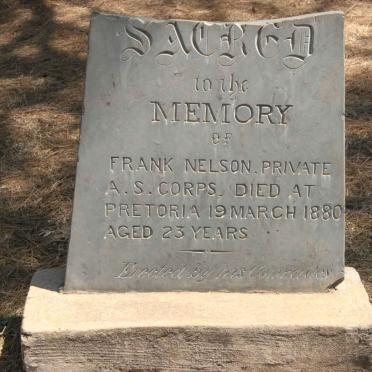 SACRED
to the
MEMORY
OF
FRANK NELSON. PRIVATE
A. S. CORPS. DIED AT
PRETORIA 19 MARCH 1880
AGED 23 YEARS
Erected by his Comrades